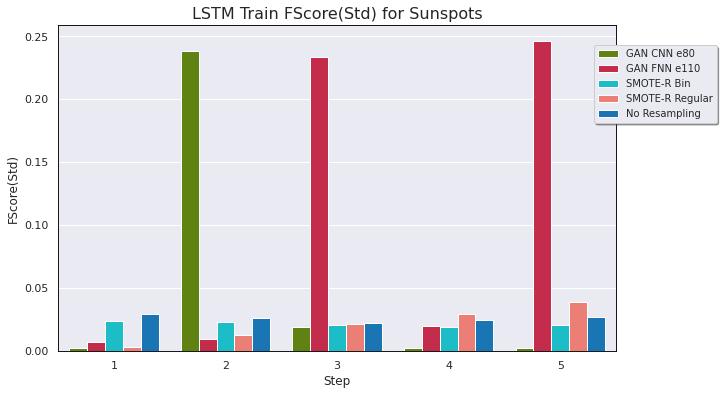 LSTM Train FScore(Std) for Sunspots
0.25
0.20
0.15
0.10
0.05
0.00
FScore(Std)
1 2 3 4 5
Step
GAN CNN e80
GAN FNN e110
SMOTE-R Bin
SMOTE-R Regular
No Resampling